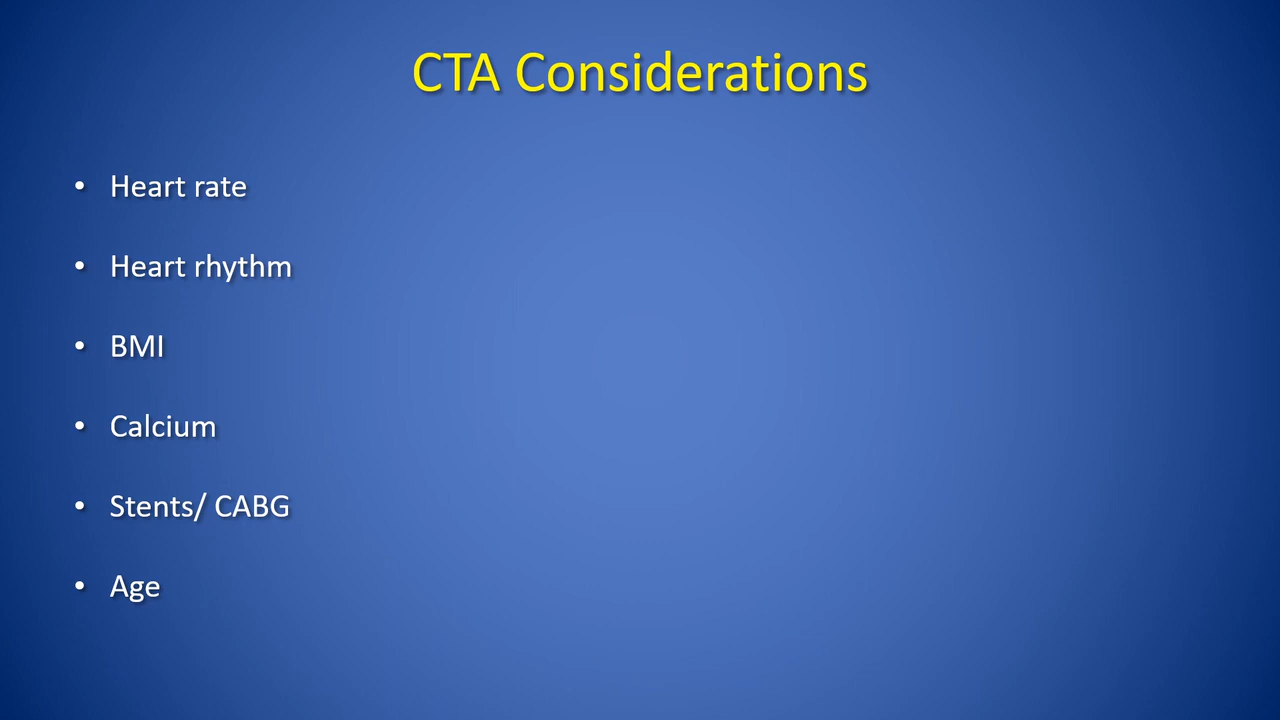 CTA Considerations
• Heart rate
• Heart rhythm
• BMI
• Calcium
• Stents/ CABG
• Age